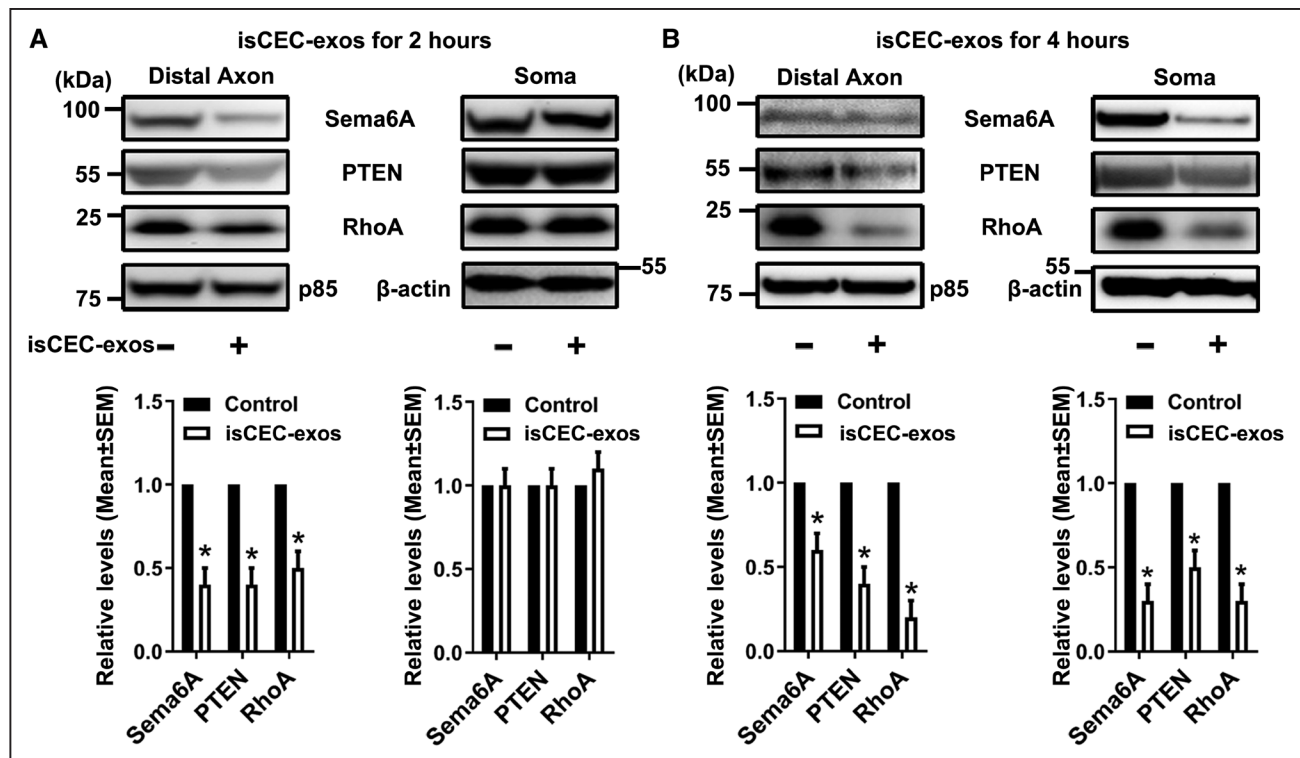 A
isCEC-exos for 2 hours
(kDa)
Distal Axon
Soma
100
Sema6A
55
PTEN
25
RhoA
75
p85
β-actin
55
isCEC-exos
− +
− +
Relative levels (Mean±SEM)
1.5
1.0
0.5
0.0
Control
isCEC-exos
* * *
Sema6A
PTEN
RhoA
Relative levels (Mean±SEM)
1.5
1.0
0.5
0.0
Control
isCEC-exos
Sema6A
PTEN
RhoA
B
isCEC-exos for 4 hours
(kDa)
Distal Axon
Soma
100
Sema6A
55
PTEN
25
RhoA
75
p85
55
β-actin
− +
− +
Relative levels (Mean±SEM)
1.5
1.0
0.5
0.0
Control
isCEC-exos
* * *
Sema6A
PTEN
RhoA
Relative levels (Mean±SEM)
1.5
1.0
0.5
0.0
Control
isCEC-exos
* * *
Sema6A
PTEN
RhoA